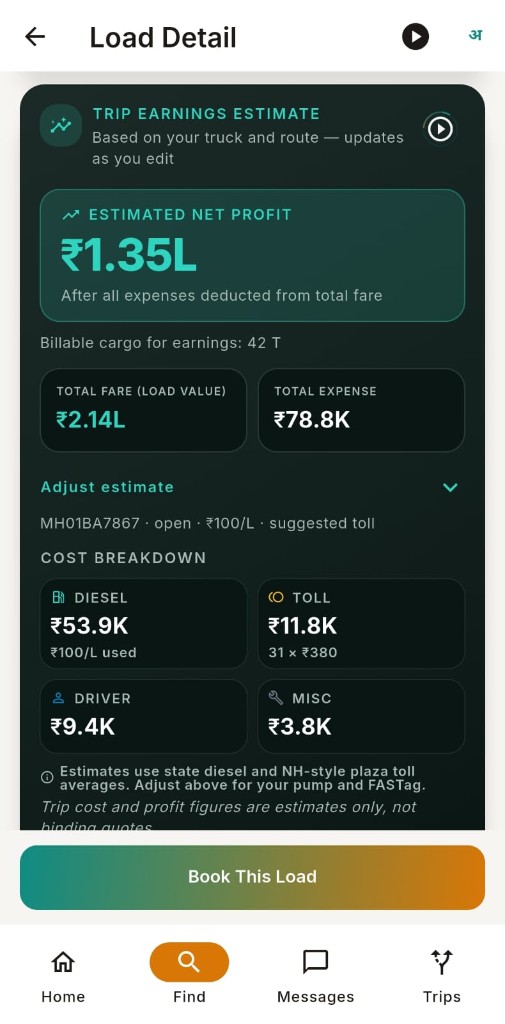 Load Detail
अ
TRIP EARNINGS ESTIMATE
Based on your truck and route — updates
as you edit
ESTIMATED NET PROFIT
₹1.35L
After all expenses deducted from total fare
Billable cargo for earnings: 42 T
TOTAL FARE (LOAD VALUE)
₹2.14L
TOTAL EXPENSE
₹78.8K
Adjust estimate
MH01BA7867 · open · ₹100/L · suggested toll
COST BREAKDOWN
DIESEL
₹53.9K
₹100/L used
TOLL
₹11.8K
31 × ₹380
DRIVER
₹9.4K
MISC
₹3.8K
Estimates use state diesel and NH-style plaza toll
averages. Adjust above for your pump and FASTag.
Trip cost and profit figures are estimates only, not
binding quotes
Book This Load
Home
Find
Messages
Trips